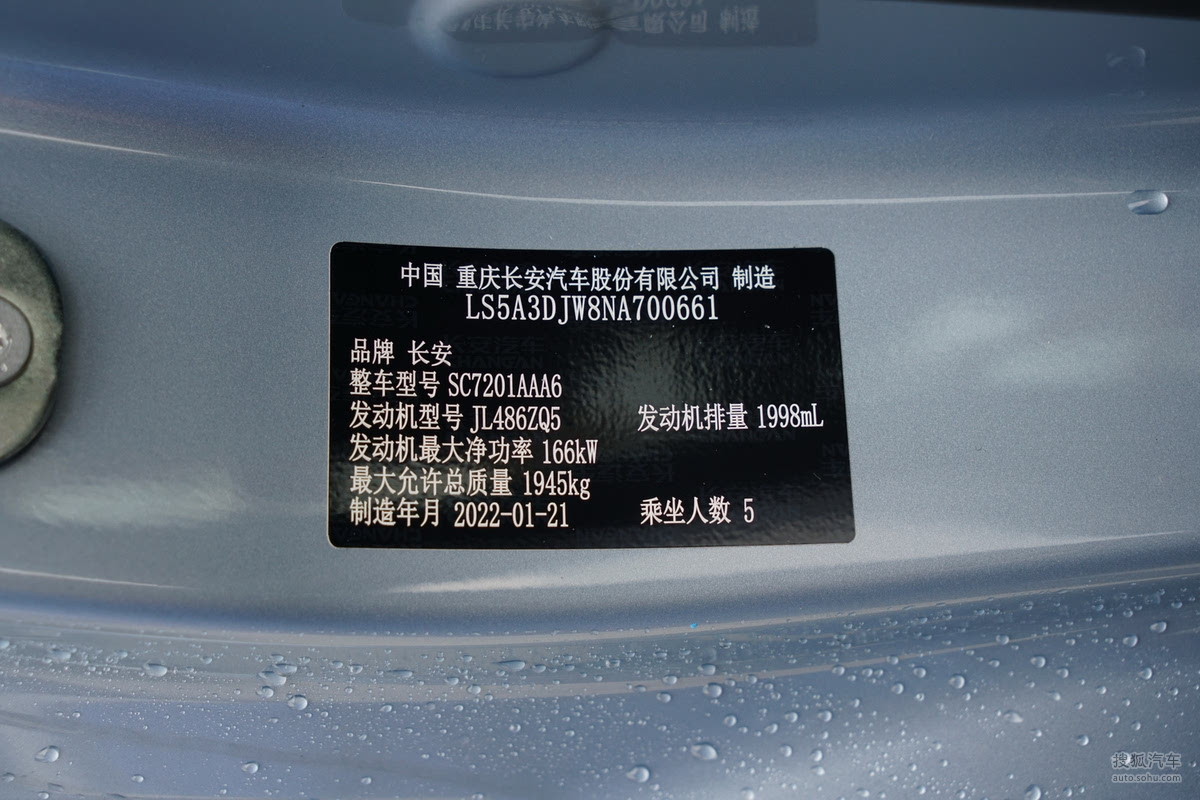 中国 重庆长安汽车股份有限公司 制造
LS5A3DJW8NA700661
品牌 长安
整车型号 SC7201AAA6
发动机型号 JL486ZQ5 发动机排量 1998mL
发动机最大净功率 166kW
最大允许总质量 1945kg
制造年月 2022-01-21 乘坐人数 5
搜狐汽车
auto.sohu.com